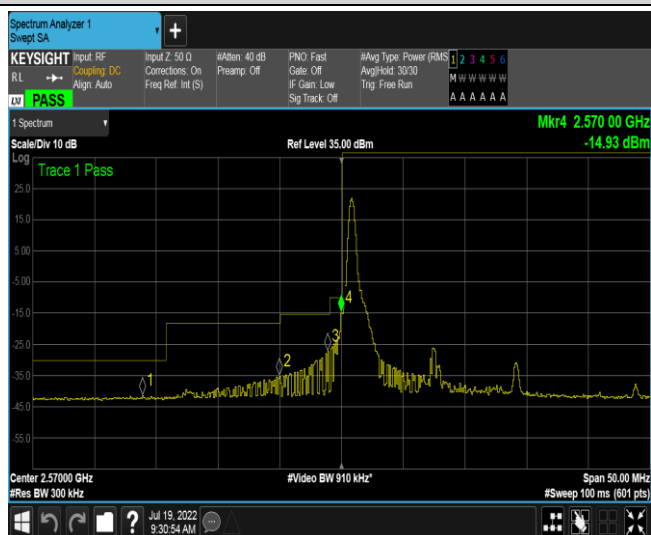 Spectrum Analyzer 1
Swept SA
+
KEYSIGHT Input: RF Input Z: 50 Ω #Atten: 40 dB PNO: Fast #Avg Type: Power (RMS 1 2 3 4 5 6
R L Coupling: DC Corrections: On Preamp: Off Gate: Off Avg|Hold: 30/30 M W W W W W
Align: Auto Freq Ref: Int (S) IF Gain: Low Trig: Free Run
LXI PASS Sig Track: Off A A A A A A
1 Spectrum Mkr4 2.570 00 GHz
Scale/Div 10 dB Ref Level 35.00 dBm -14.93 dBm
Log
Trace 1 Pass
25.0
15.0
5.00
-5.00
4
-15.0
3
-25.0
2
1
-35.0
-45.0
-55.0
Center 2.57000 GHz #Video BW 910 kHz* Span 50.00 MHz
#Res BW 300 kHz #Sweep 100 ms (601 pts)
? Jul 19, 2022
9:30:54 AM